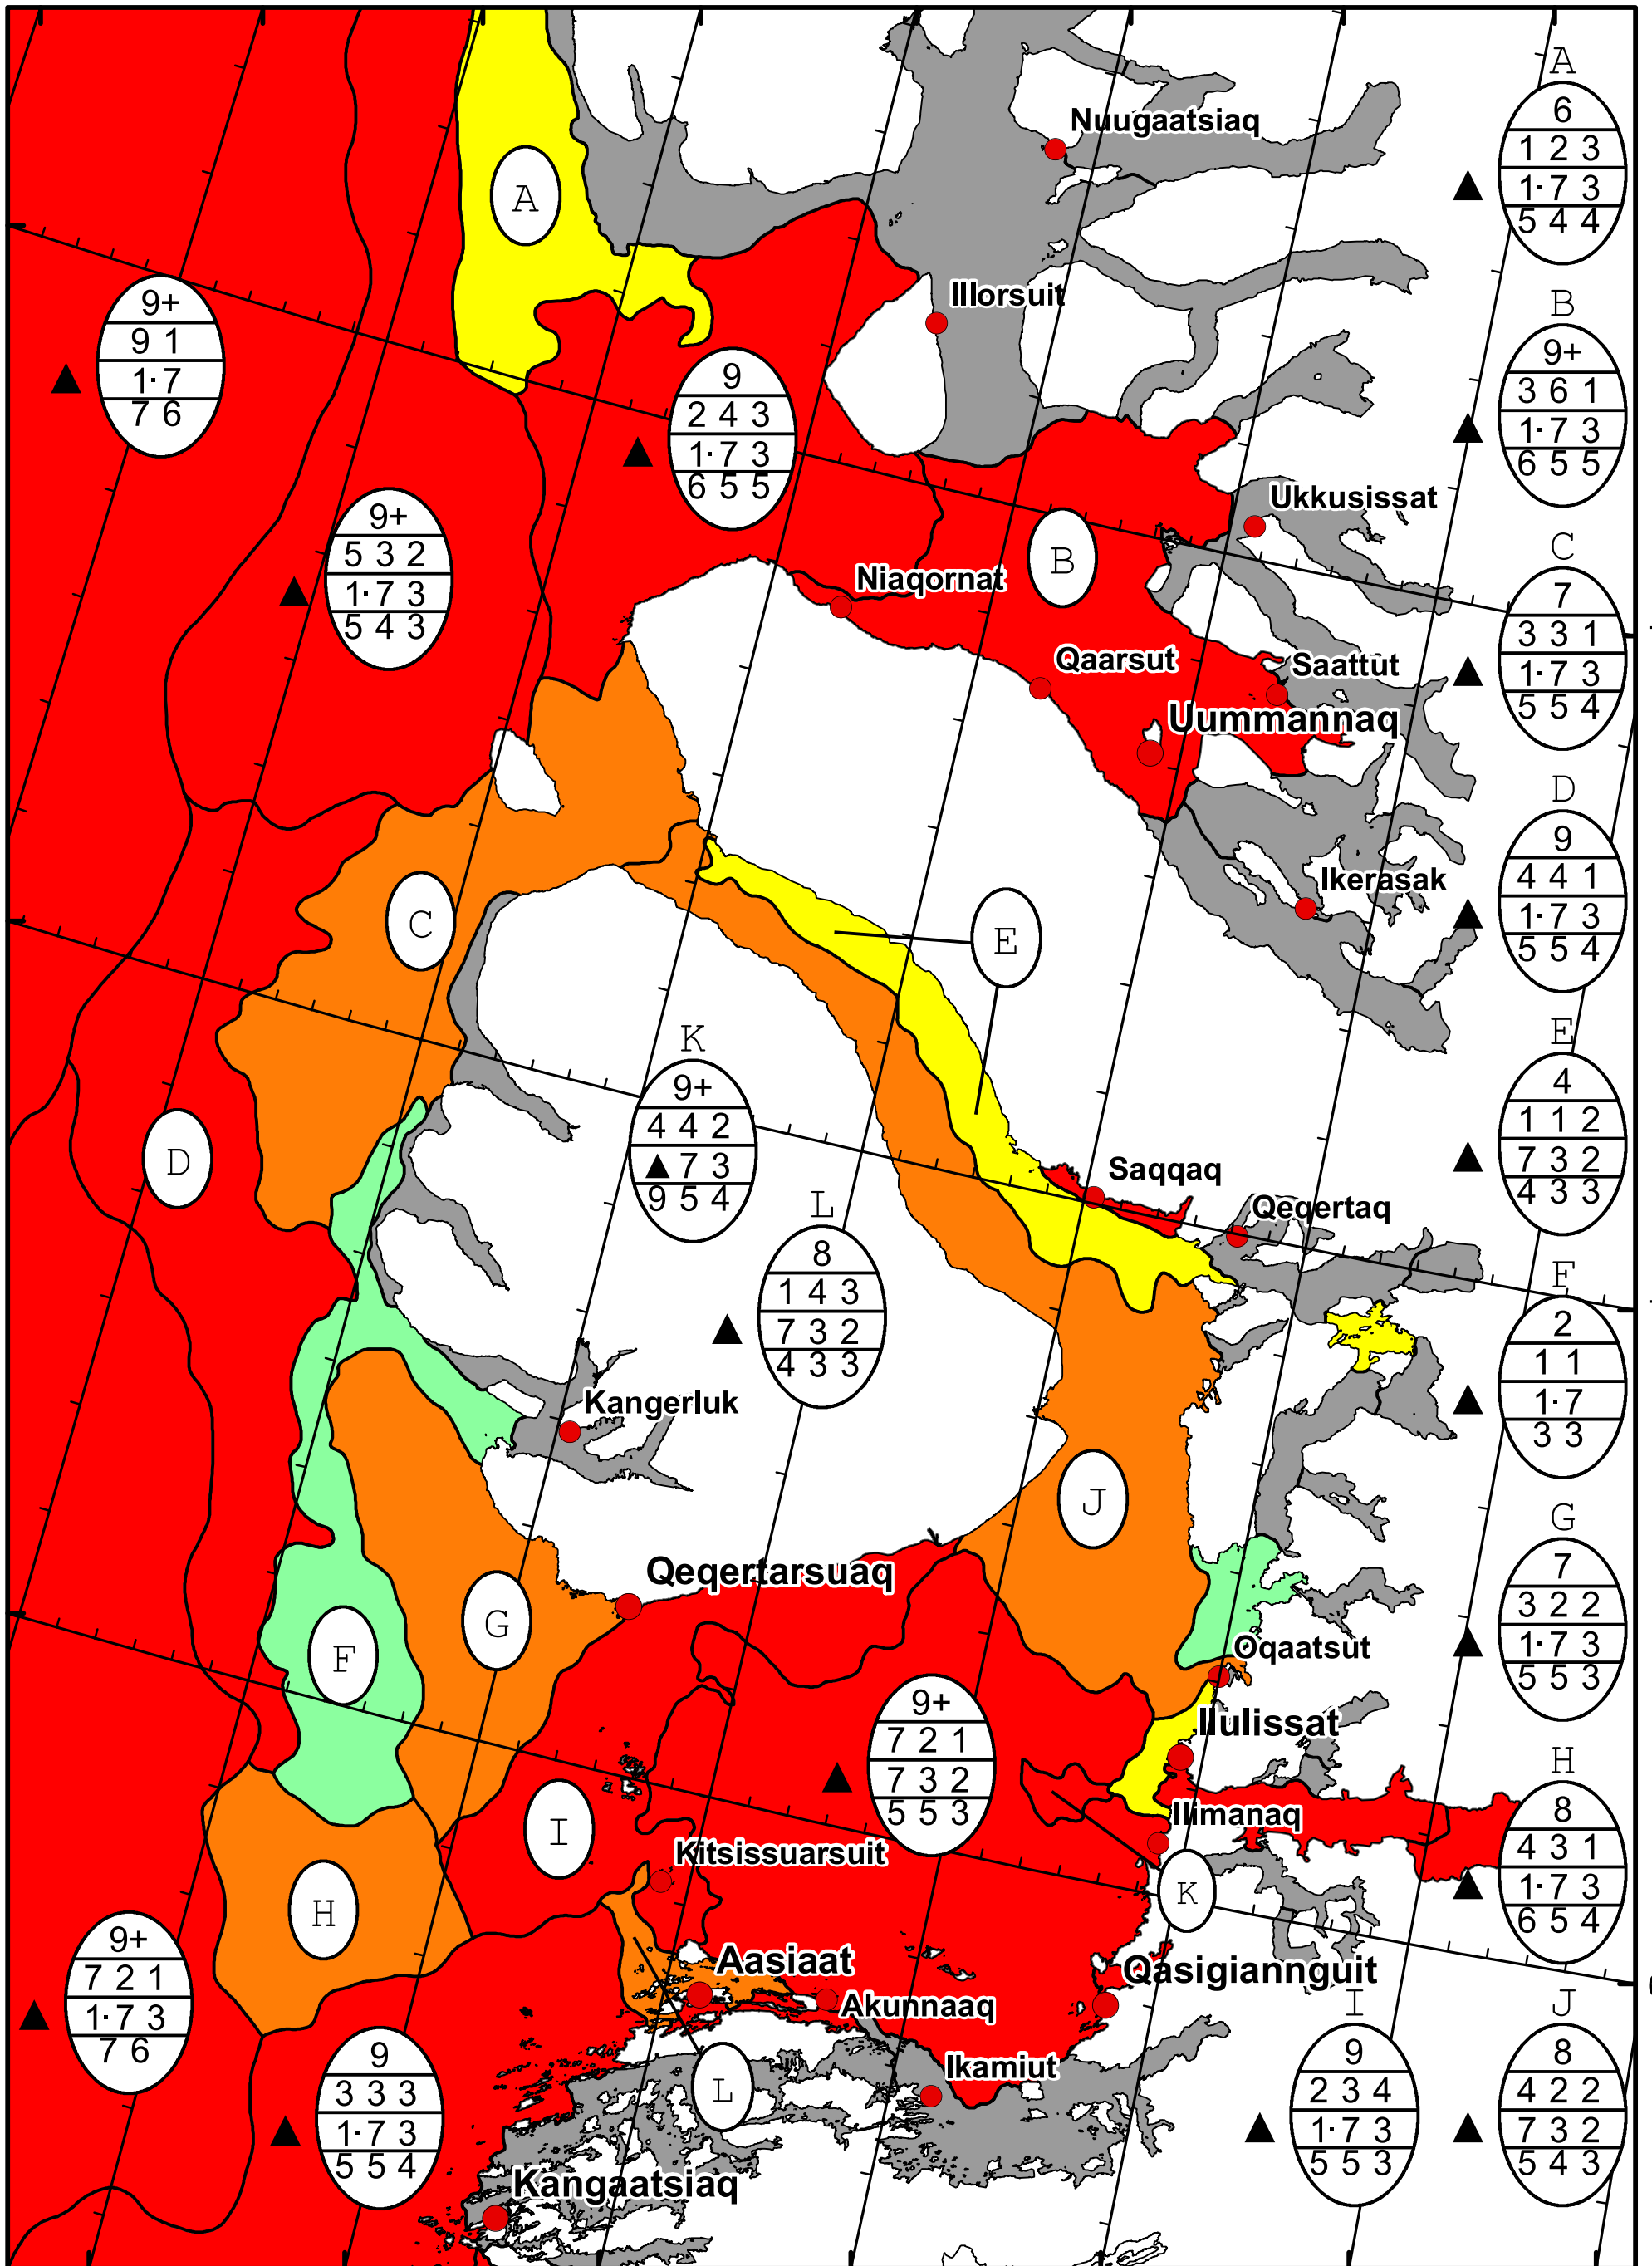 A
6
1 2 3
1· 7 3
5 4 4
Nuugaatsiaq
A
Illorsuit
B
9+
3 6 1
1· 7 3
6 5 5
9+
9 1
1· 7
7 6
9
2 4 3
1· 7 3
6 5 5
Ukkusissat
9+
5 3 2
1· 7 3
5 4 3
B
Niaqornat
C
7
3 3 1
1· 7 3
5 5 4
Qaarsut
Saattut
Uummannaq
D
9
4 4 1
1· 7 3
5 5 4
Ikerasak
C
E
K
9+
4 4 2
▲ 7 3
9 5 4
E
4
1 1 2
7 3 2
4 3 3
D
Saqqaq
Qeqertaq
L
8
1 4 3
7 3 2
4 3 3
F
2
1 1
1· 7
3 3
Kangerluk
J
G
7
3 2 2
1· 7 3
5 5 3
Qeqertarsuaq
G
F
Oqaatsut
Ilulissat
9+
7 2 1
7 3 2
5 5 3
H
8
4 3 1
1· 7 3
6 5 4
Ilimanaq
I
Kitsissuarsuit
K
H
Aasiaat
Qasigiannguit
Akunnaaq
9+
7 2 1
1· 7 3
7 6
I
9
2 3 4
1· 7 3
5 5 3
J
8
4 2 2
7 3 2
5 4 3
9
3 3 3
1· 7 3
5 5 4
Ikamiut
L
Kangaatsiaq